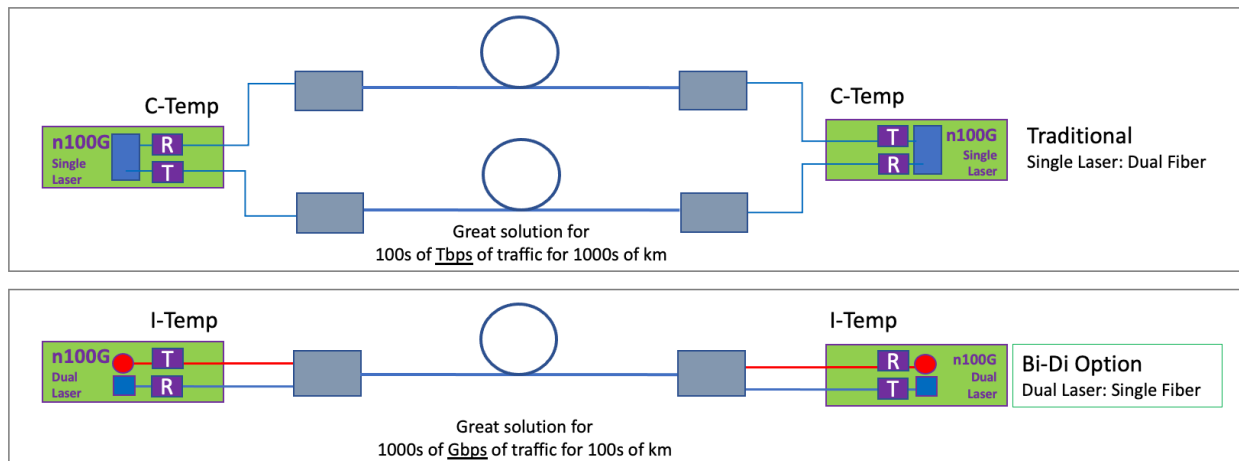 C-Temp
n100G
Single
Laser
R
T
C-Temp
T
R
n100G
Single
Laser
Traditional
Single Laser: Dual Fiber
Great solution for
100s of Tbps of traffic for 1000s of km
I-Temp
n100G
Dual
Laser
T
R
I-Temp
R
T
n100G
Dual
Laser
Bi-Di Option
Dual Laser: Single Fiber
Great solution for
1000s of Gbps of traffic for 100s of km